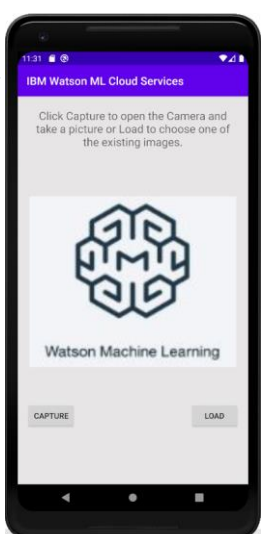 11:31
IBM Watson ML Cloud Services
Click Capture to open the Camera and
take a picture or Load to choose one of
the existing images.
Watson Machine Learning
CAPTURE
LOAD